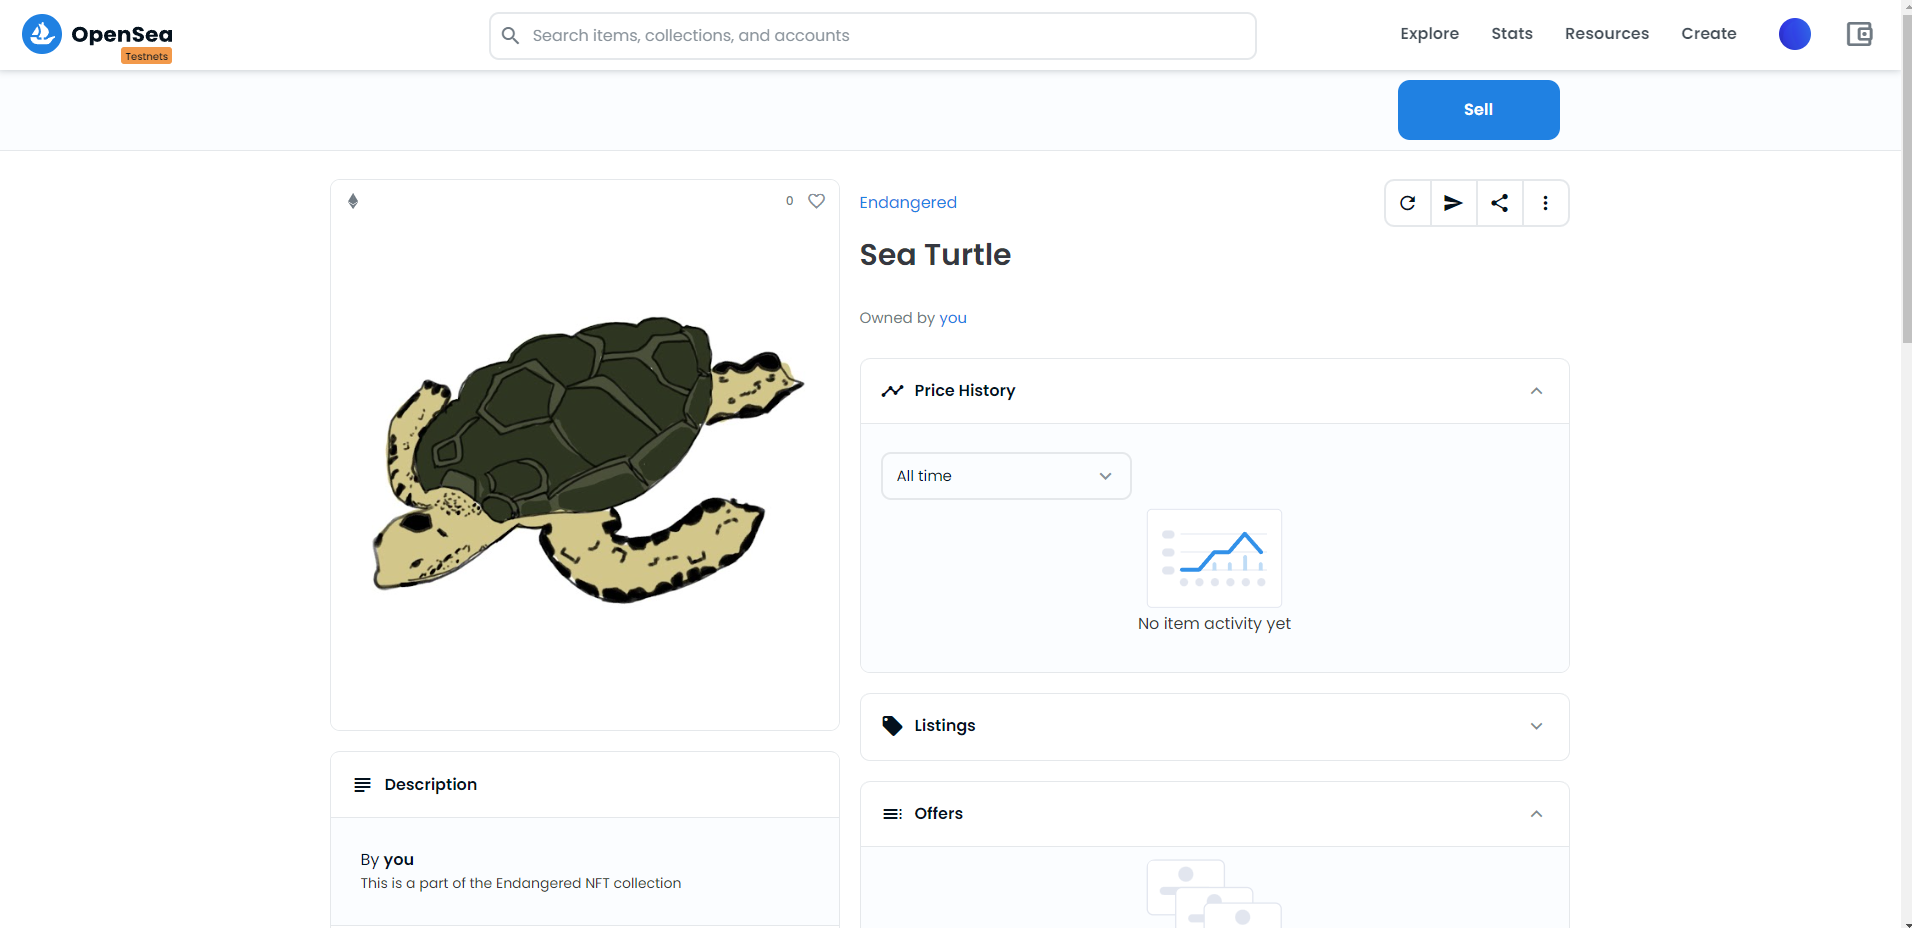 OpenSea
Testnets
Search items, collections, and accounts
Explore
Stats
Resources
Create
Sell
0
Endangered
Sea Turtle
Owned by you
Price History
All time
No item activity yet
Listings
Offers
Description
By you
This is a part of the Endangered NFT collection